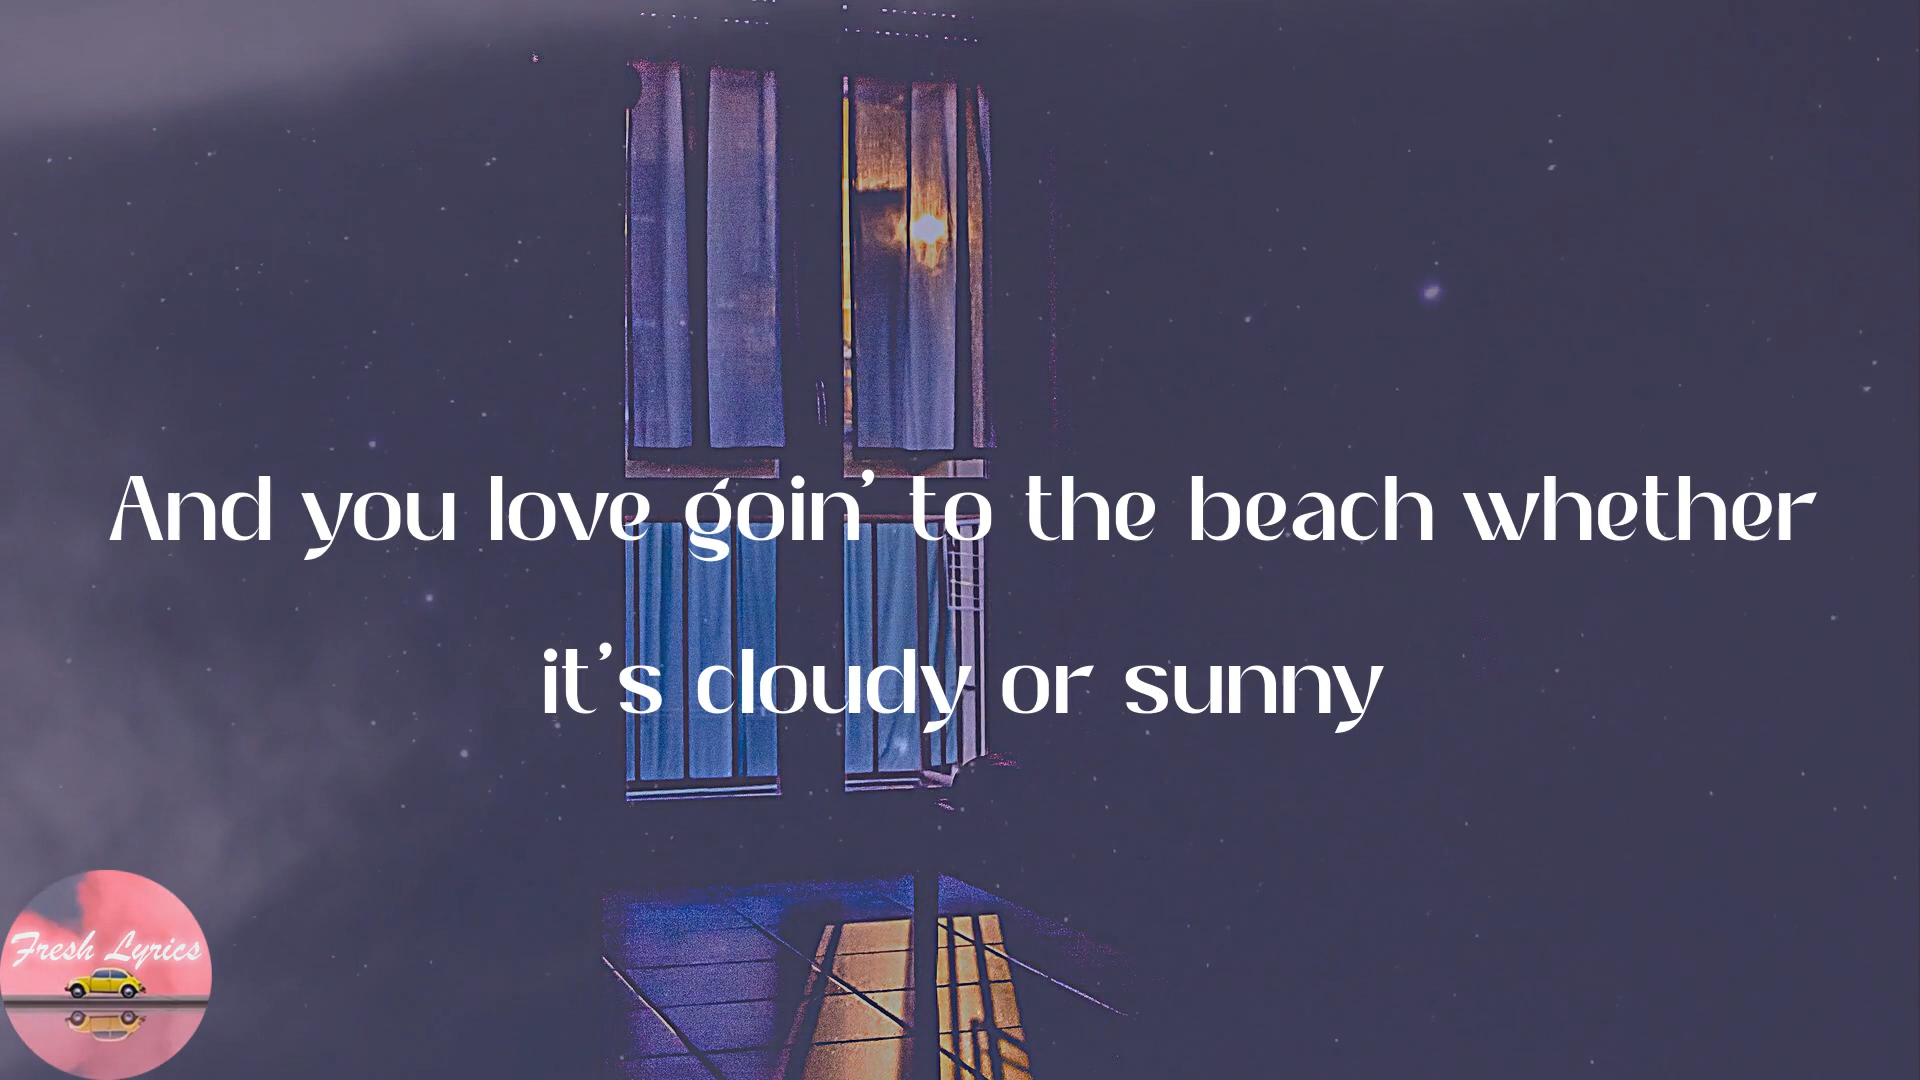 And you love goin' to the beach whether
it's cloudy or sunny
Fresh Lyrics